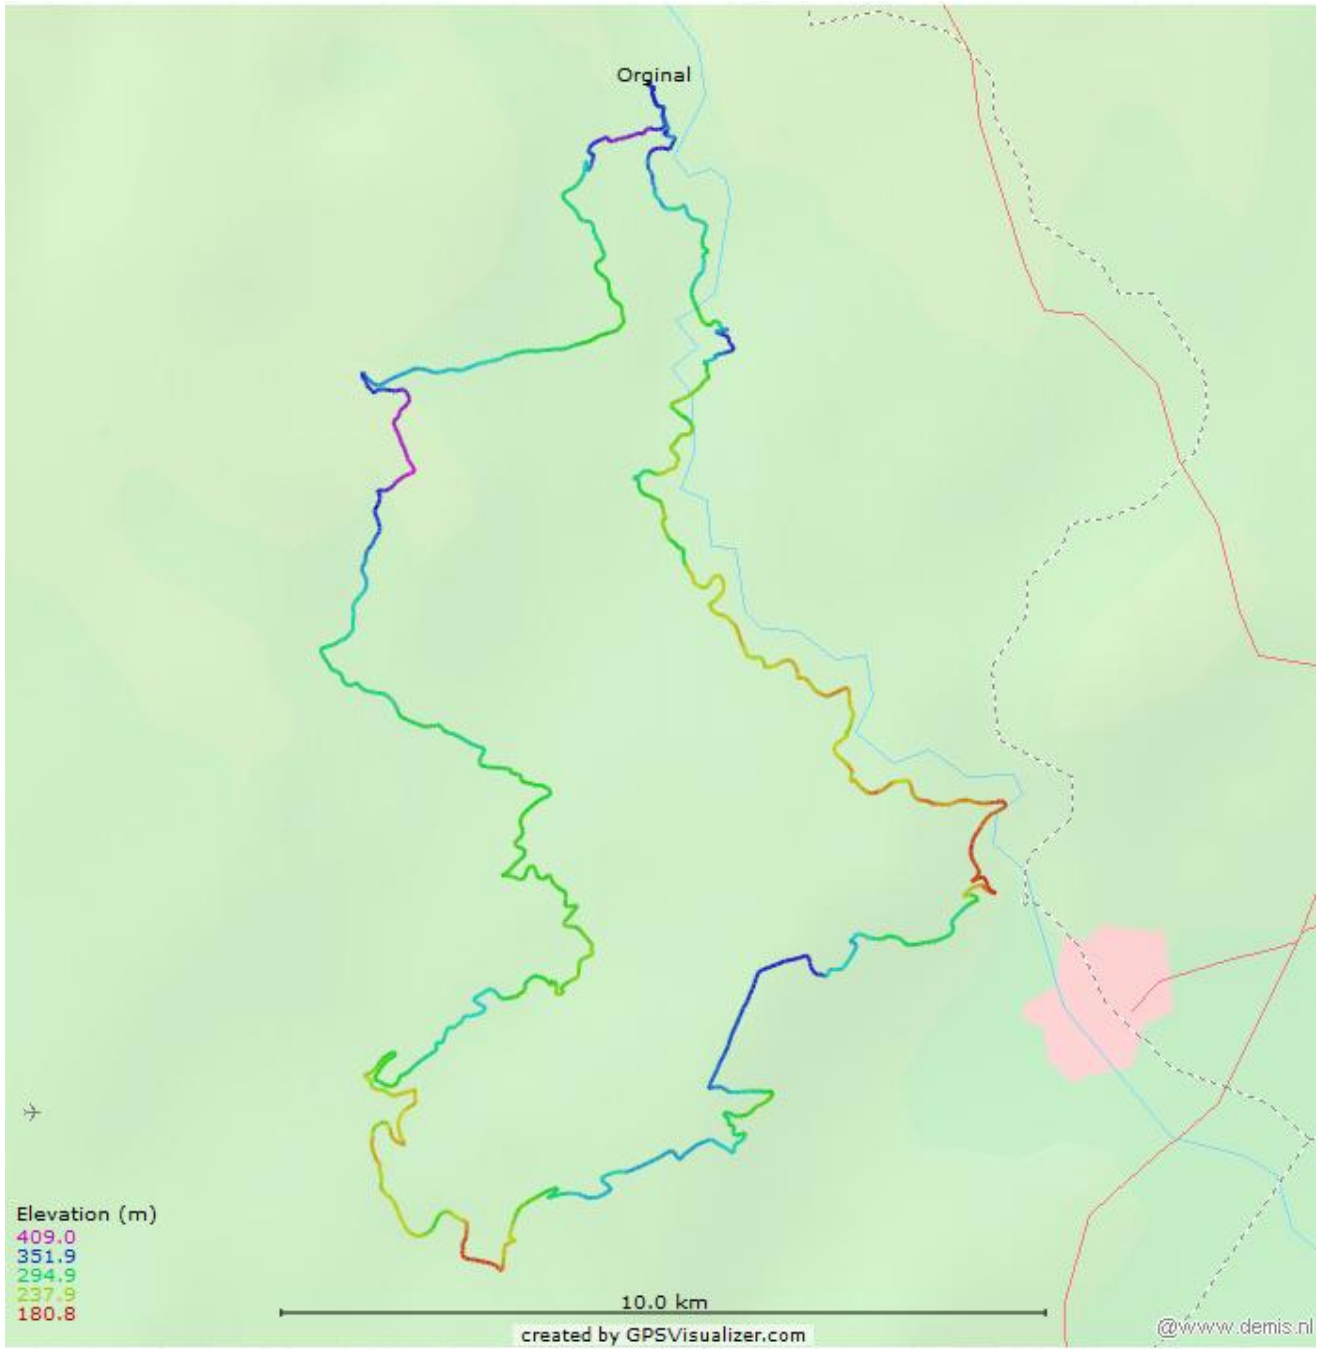 Orginal
Elevation (m)
409.0
351.9
294.9
237.9
180.8
10.0 km
created by GPSVisualizer.com
@www.demis.nl